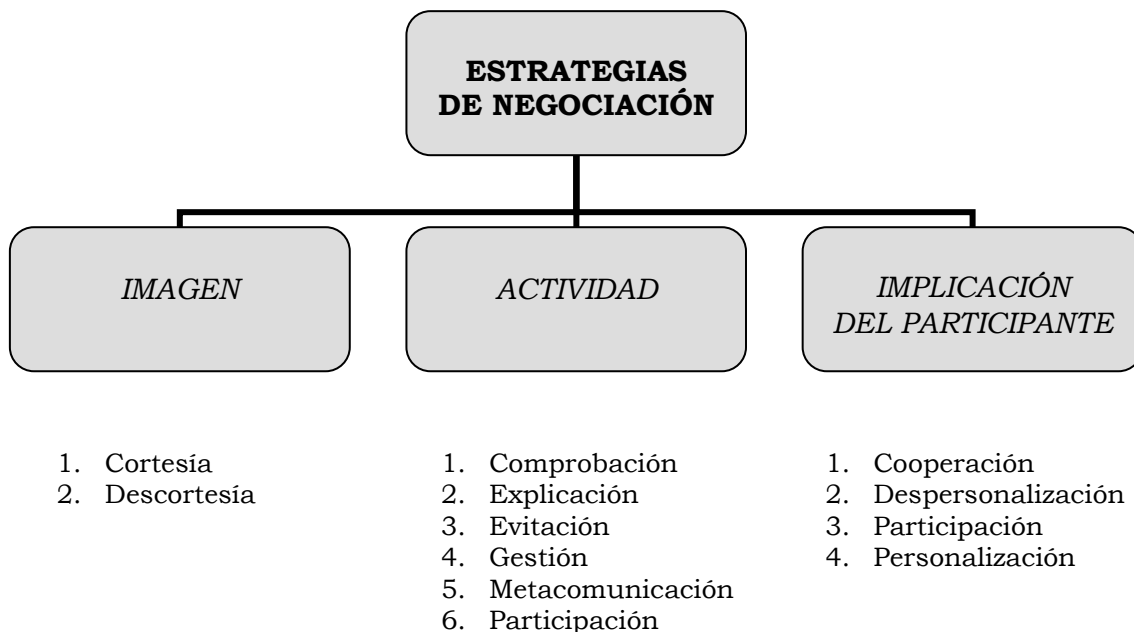 ESTRATEGIAS
DE NEGOCIACIÓN
IMAGEN
ACTIVIDAD
IMPLICACIÓN
DEL PARTICIPANTE
1. Cortesía
2. Descortesía
1. Comprobación
2. Explicación
3. Evitación
4. Gestión
5. Metacomunicación
6. Participación
1. Cooperación
2. Despersonalización
3. Participación
4. Personalización